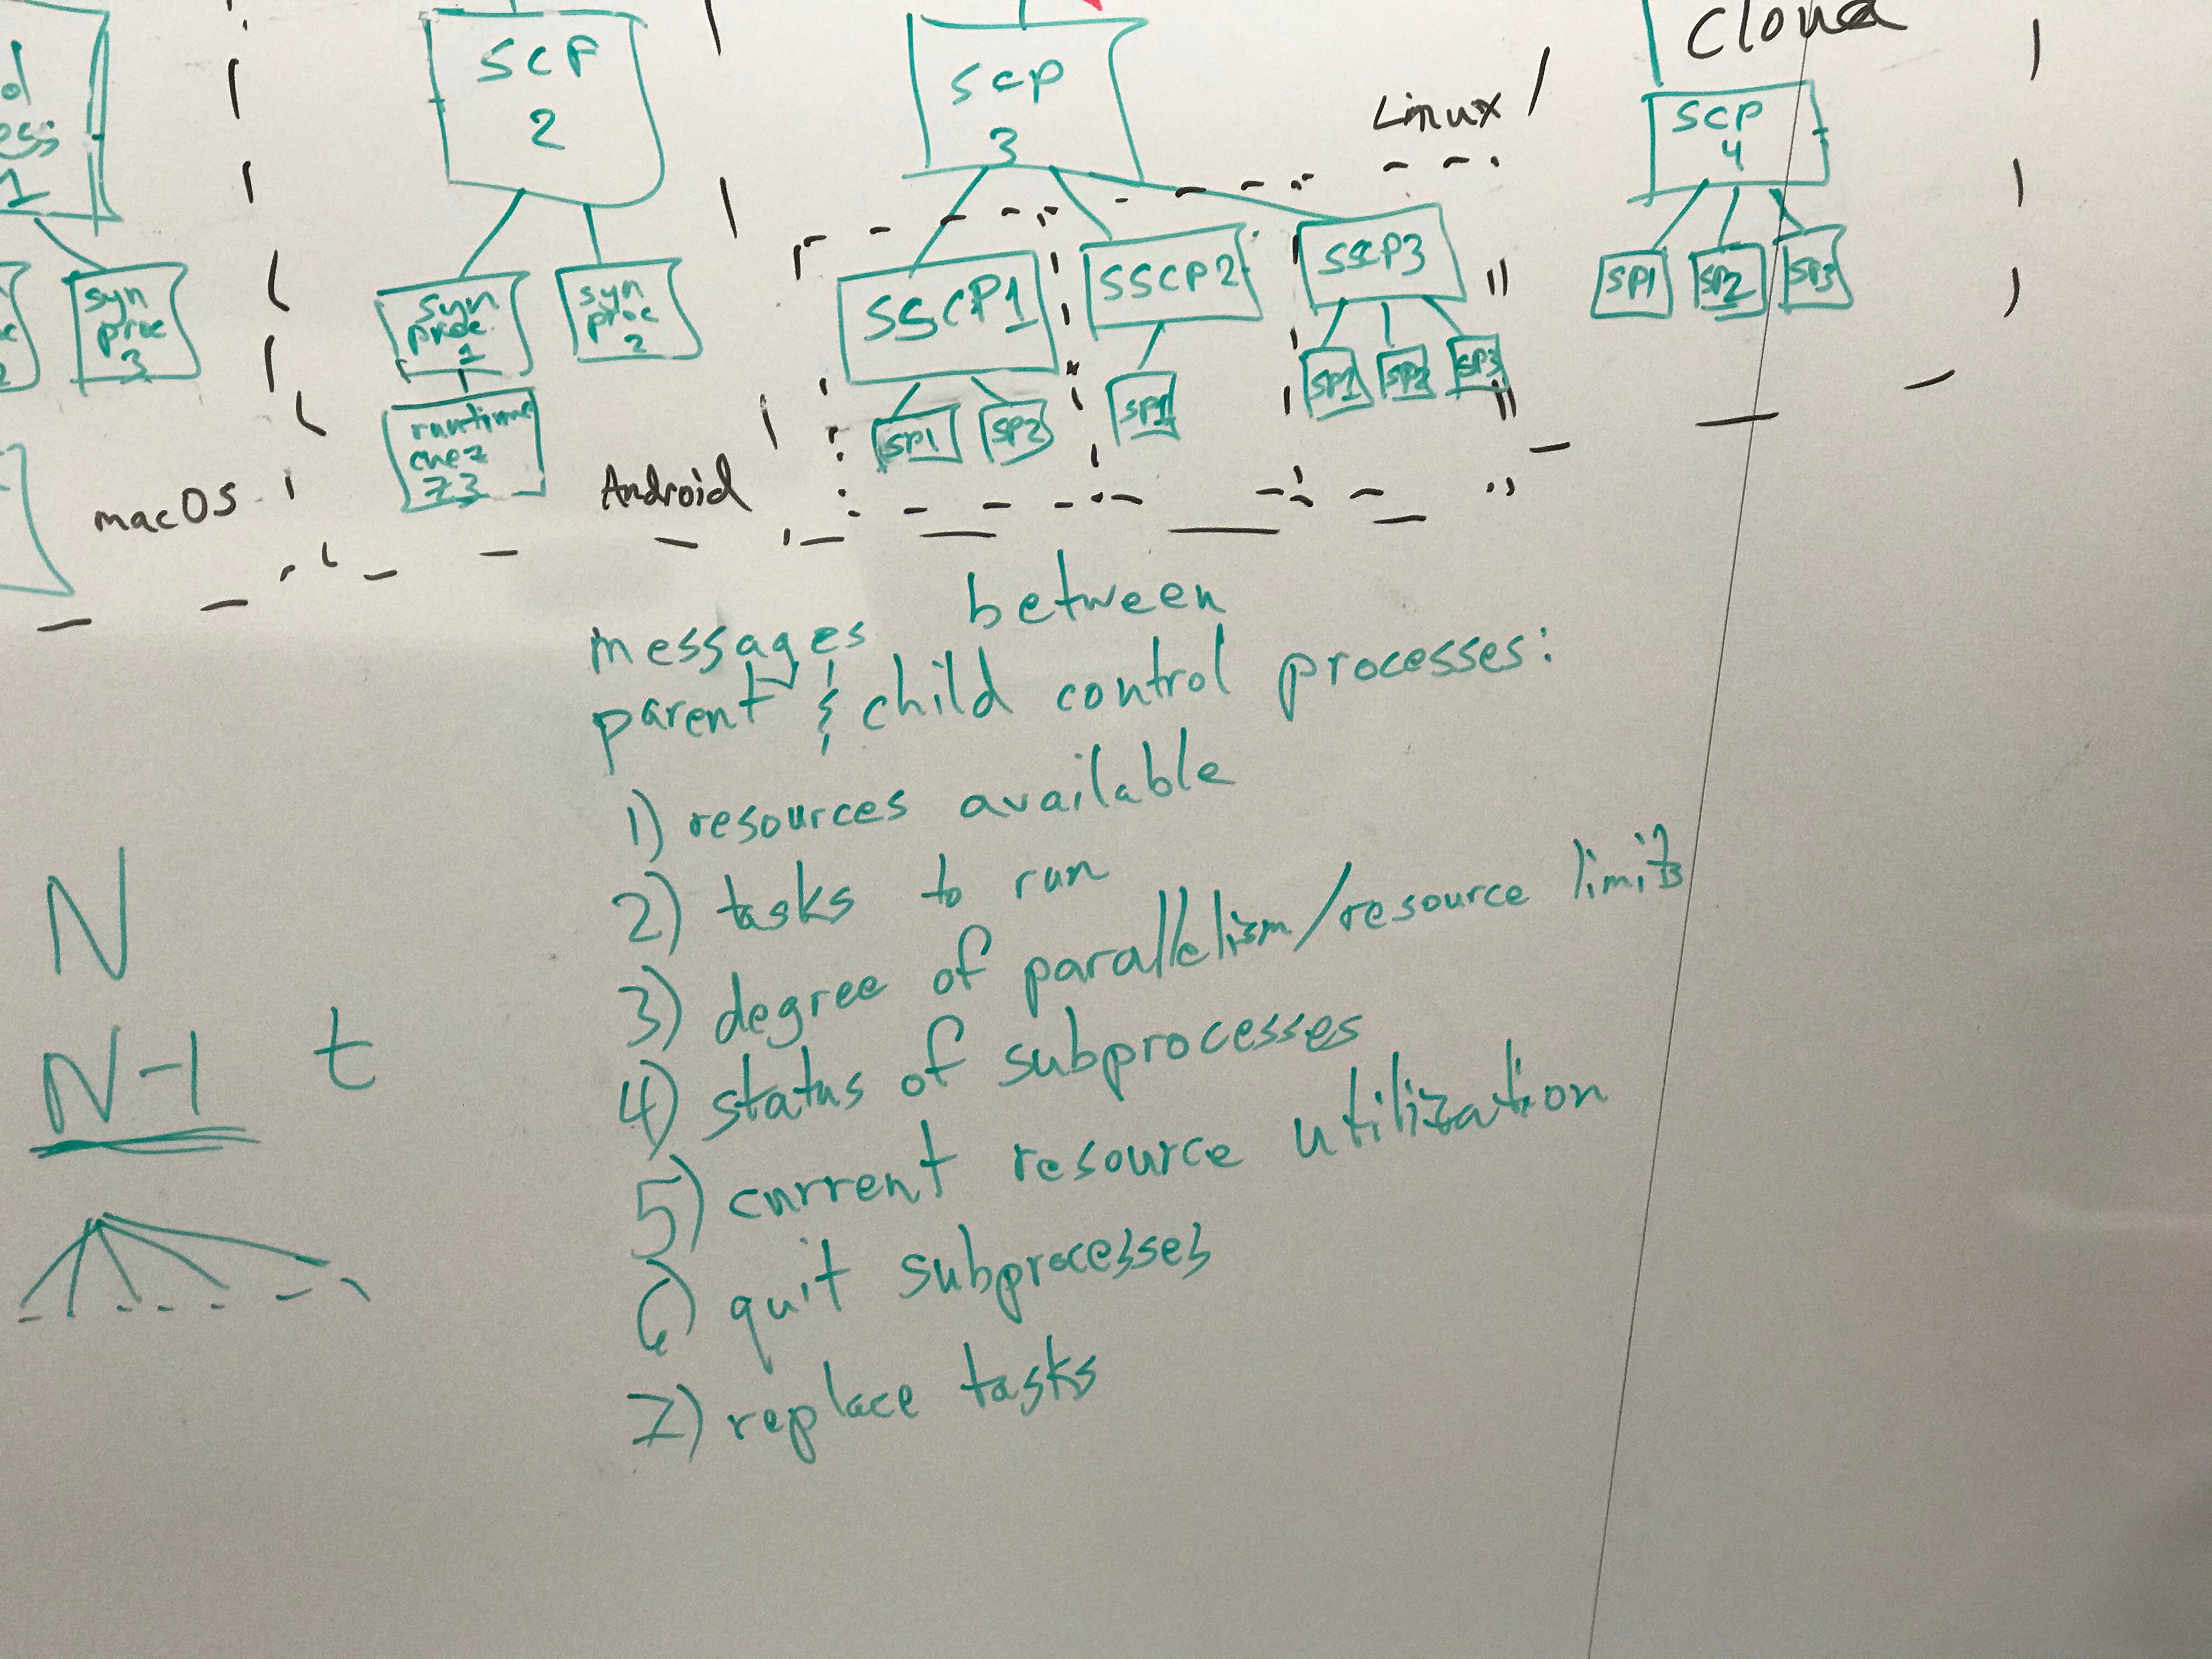 Cloud
SCP
2
SCP
3
Linux
SCP
4
1
syn
proc
3
syn
proc
1
syn
proc
2
SSCP1
SSCP2
SSCP3
SP1
SP2
SP3
runtime
chez
z3
SP1
SP2
SP1
SP1
SP2
SP3
macOS
Android
between
messages
parent & child control processes:
1) resources available
2) tasks to run
3) degree of parallelism/resource limits
4) status of subprocesses
5) current resource utilization
6) quit subprocesses
7) replace tasks
N
N-1 t